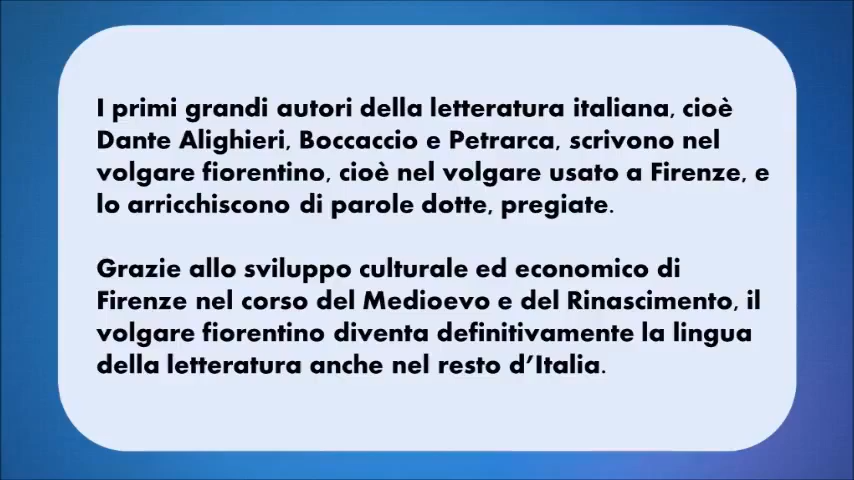 I primi grandi autori della letteratura italiana, cioè
Dante Alighieri, Boccaccio e Petrarca, scrivono nel
volgare fiorentino, cioè nel volgare usato a Firenze, e
lo arricchiscono di parole dotte, pregiate.
Grazie allo sviluppo culturale ed economico di
Firenze nel corso del Medioevo e del Rinascimento, il
volgare fiorentino diventa definitivamente la lingua
della letteratura anche nel resto d’Italia.